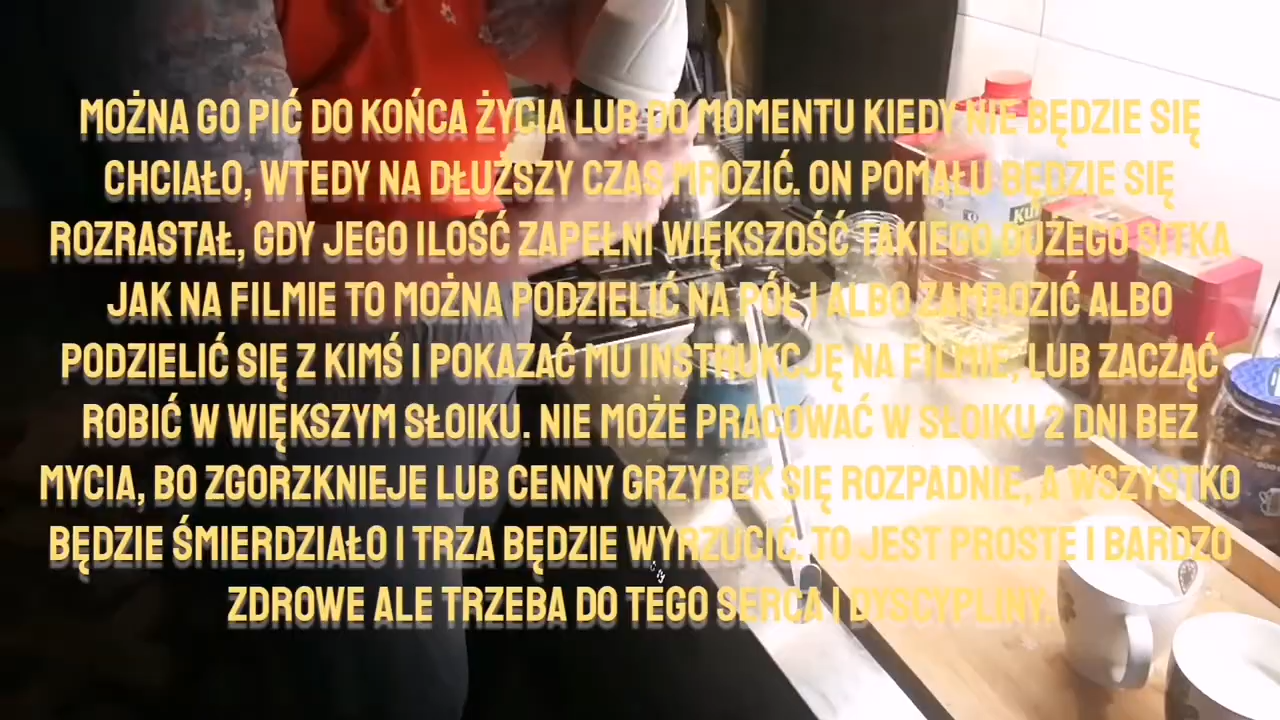 MOŻNA GO PIĆ DO KOŃCA ŻYCIA LUB DO MOMENTU KIEDY NIE BĘDZIE SIĘ
CHCIAŁO, WTEDY NA DŁUŻSZY CZAS MROZIĆ. ON POMAŁU BĘDZIE SIĘ
ROZRASTAŁ, GDY JEGO ILOŚĆ ZAPEŁNI WIĘKSZOŚĆ TAKIEGO DUŻEGO SITKA
JAK NA FILMIE TO MOŻNA PODZIELIĆ NA PÓŁ I ALBO ZAMROZIĆ ALBO
PODZIELIĆ SIĘ Z KIMŚ I POKAZAĆ MU INSTRUKCJĘ NA FILMIE, LUB ZACZĄĆ
ROBIĆ W WIĘKSZYM SŁOIKU. NIE MOŻE PRACOWAĆ W SŁOIKU 2 DNI BEZ
MYCIA, BO ZGORZKNIEJE LUB CENNY GRZYBEK SIĘ ROZPADNIE, A WSZYSTKO
BĘDZIE ŚMIERDZIAŁO I TRZA BĘDZIE WYRZUCIĆ. TO JEST PROSTE I BARDZO
ZDROWE ALE TRZEBA DO TEGO SERCA I DYSCYPLINY.